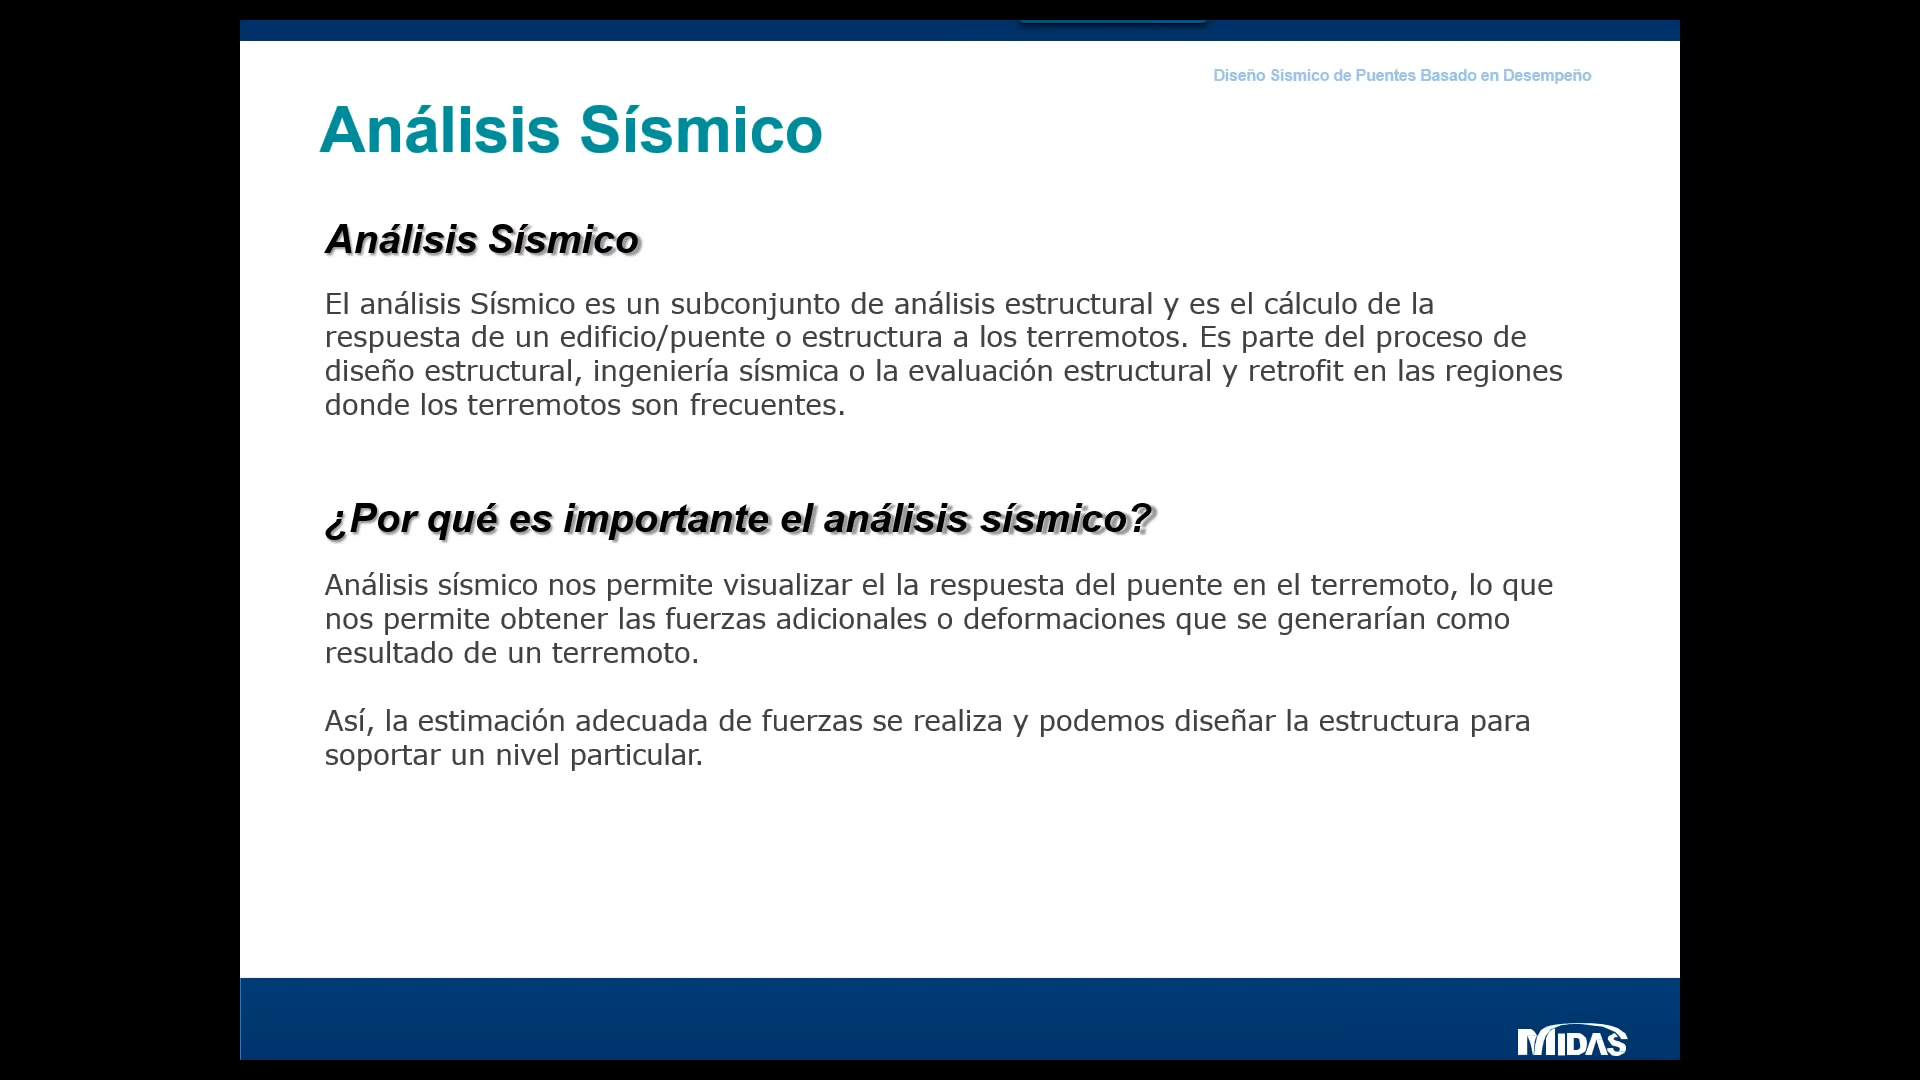 Diseño Sísmico de Puentes Basado en Desempeño
Análisis Sísmico
Análisis Sísmico
El análisis Sísmico es un subconjunto de análisis estructural y es el cálculo de la
respuesta de un edificio/puente o estructura a los terremotos. Es parte del proceso de
diseño estructural, ingeniería sísmica o la evaluación estructural y retrofit en las regiones
donde los terremotos son frecuentes.
¿Por qué es importante el análisis sísmico?
Análisis sísmico nos permite visualizar el la respuesta del puente en el terremoto, lo que
nos permite obtener las fuerzas adicionales o deformaciones que se generarían como
resultado de un terremoto.
Así, la estimación adecuada de fuerzas se realiza y podemos diseñar la estructura para
soportar un nivel particular.
MIDAS